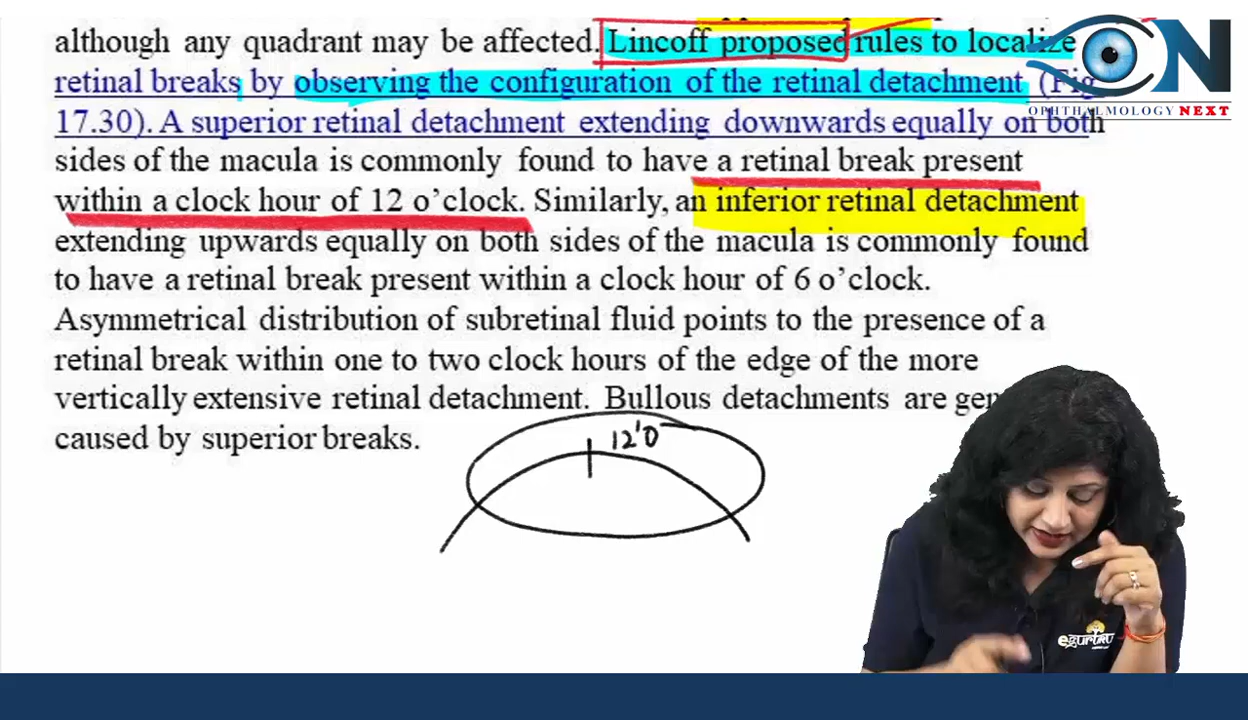 although any quadrant may be affected. Lincoff proposed rules to localize
retinal breaks by observing the configuration of the retinal detachment (Fig
17.30). A superior retinal detachment extending downwards equally on both
sides of the macula is commonly found to have a retinal break present
within a clock hour of 12 o’clock. Similarly, an inferior retinal detachment
extending upwards equally on both sides of the macula is commonly found
to have a retinal break present within a clock hour of 6 o’clock.
Asymmetrical distribution of subretinal fluid points to the presence of a
retinal break within one to two clock hours of the edge of the more
vertically extensive retinal detachment. Bullous detachments are
caused by superior breaks.
12'0
N
OPHTHALMOLOGY NEXT
eGurukul